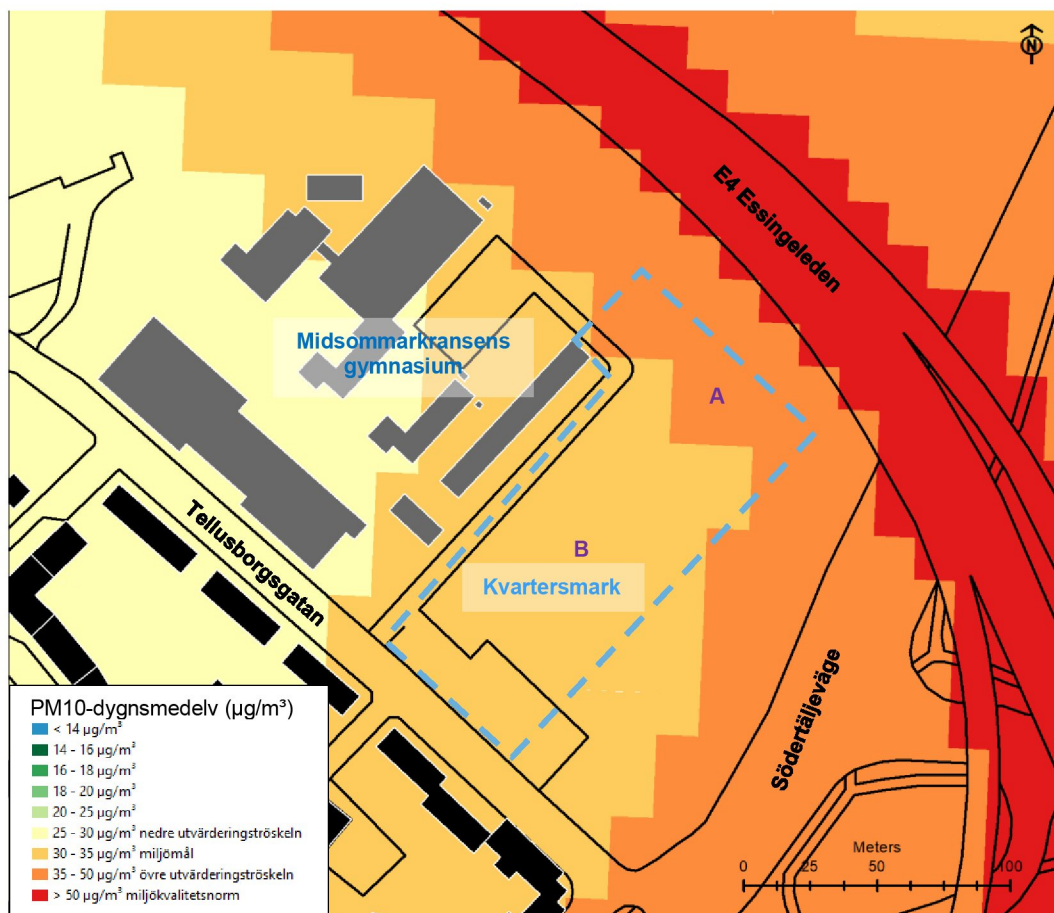 N
E4 Essingeleden
A
Midsommarkransens
gymnasium
B
Kvartersmark
Tellusborgsgatan
Södertäljeväge
PM10-dygnsmedelv (µg/m³)
< 14 µg/m³
14 - 16 µg/m³
16 - 18 µg/m³
18 - 20 µg/m³
20 - 25 µg/m³
25 - 30 µg/m³ nedre utvärderingströskeln
30 - 35 µg/m³ miljömål
35 - 50 µg/m³ övre utvärderingströskeln
> 50 µg/m³ miljökvalitetsnorm
Meters
0 25 50 100